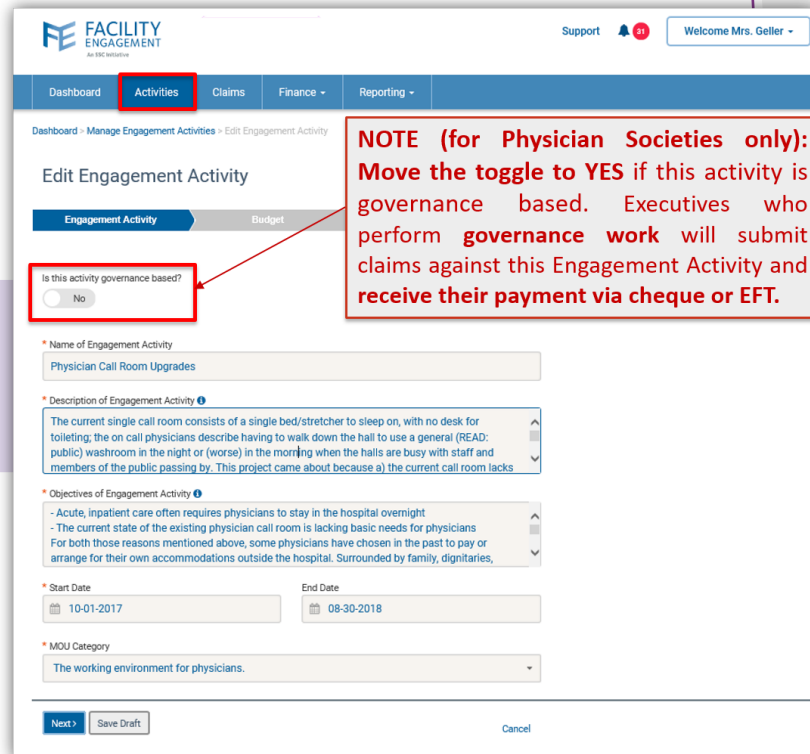 FACILITY
ENGAGEMENT
An SSC Initiative
Support
31
Welcome Mrs. Geller
Dashboard
Activities
Claims
Finance
Reporting
Dashboard > Manage Engagement Activities > Edit Engagement Activity
NOTE (for Physician Societies only):
Move the toggle to YES if this activity is
governance based. Executives who
perform governance work will submit
claims against this Engagement Activity and
receive their payment via cheque or EFT.
Edit Engagement Activity
Engagement Activity
Budget
Is this activity governance based?
No
* Name of Engagement Activity
Physician Call Room Upgrades
* Description of Engagement Activity
The current single call room consists of a single bed/stretcher to sleep on, with no desk for
toileting; the on call physicians describe having to walk down the hall to use a general (READ:
public) washroom in the night or (worse) in the morning when the halls are busy with staff and
members of the public passing by. This project came about because a) the current call room lacks
* Objectives of Engagement Activity
- Acute, inpatient care often requires physicians to stay in the hospital overnight
- The current state of the existing physician call room is lacking basic needs for physicians
For both those reasons mentioned above, some physicians have chosen in the past to pay or
arrange for their own accommodations outside the hospital. Surrounded by family, dignitaries,
* Start Date
End Date
10-01-2017
08-30-2018
* MOU Category
The working environment for physicians.
Next >
Save Draft
Cancel